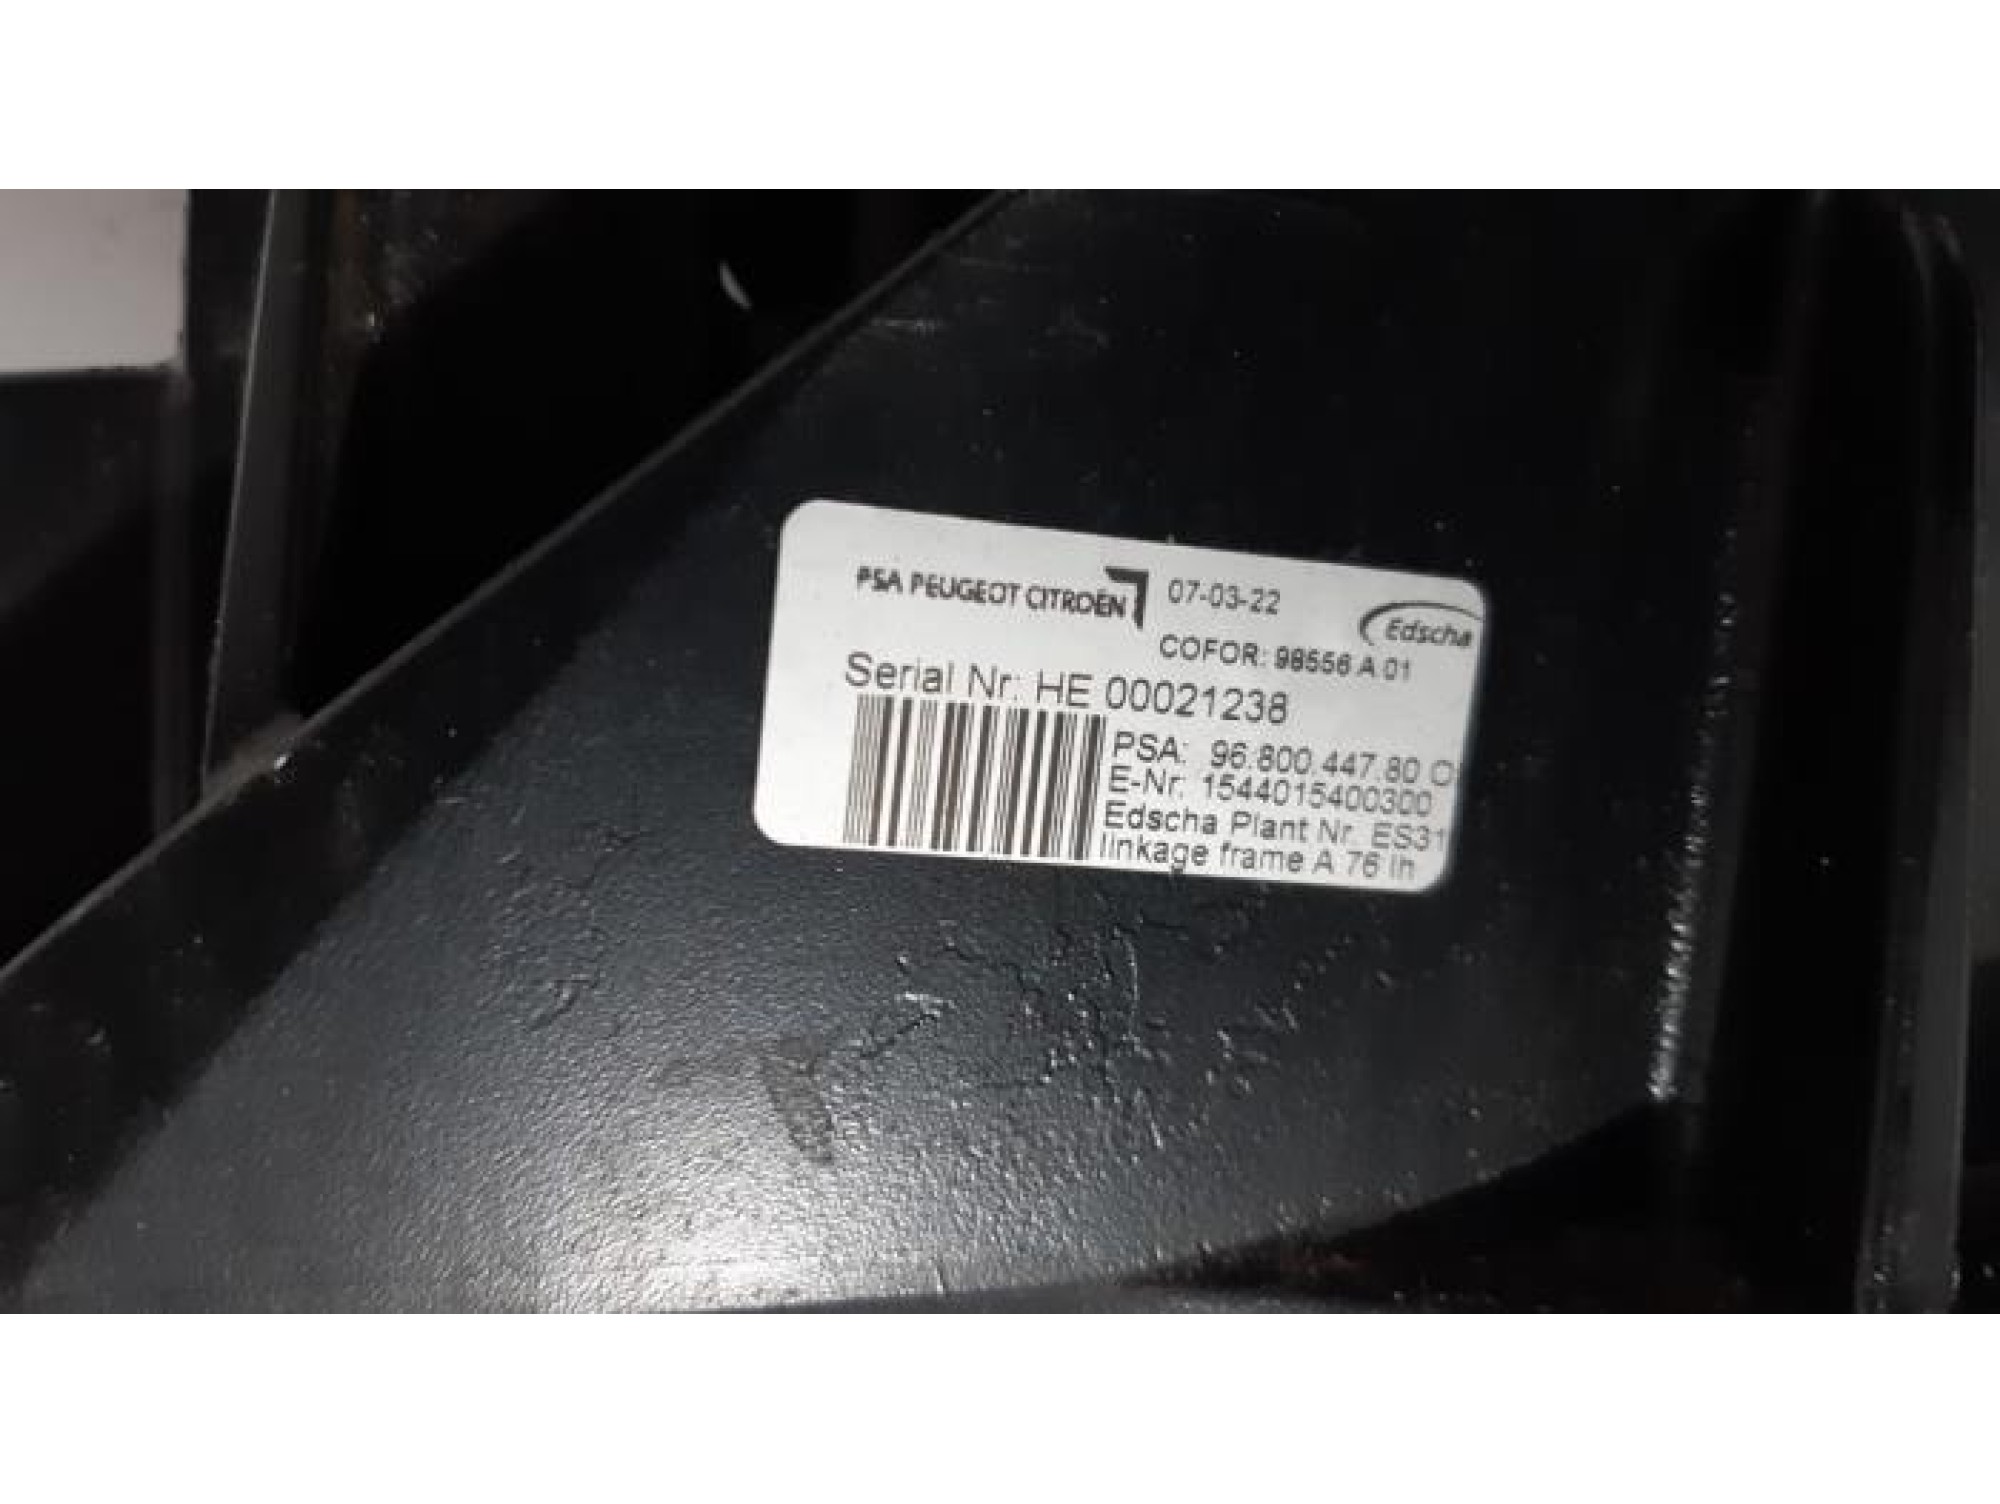 PSA PEUGEOT CITROËN 07-03-22 Edscha
COFOR: 98556 A 01
Serial Nr: HE 00021238
PSA: 96.800.447.80 
E-Nr. 1544015400300
Edscha Plant Nr. ES31
linkage frame A 76 lh